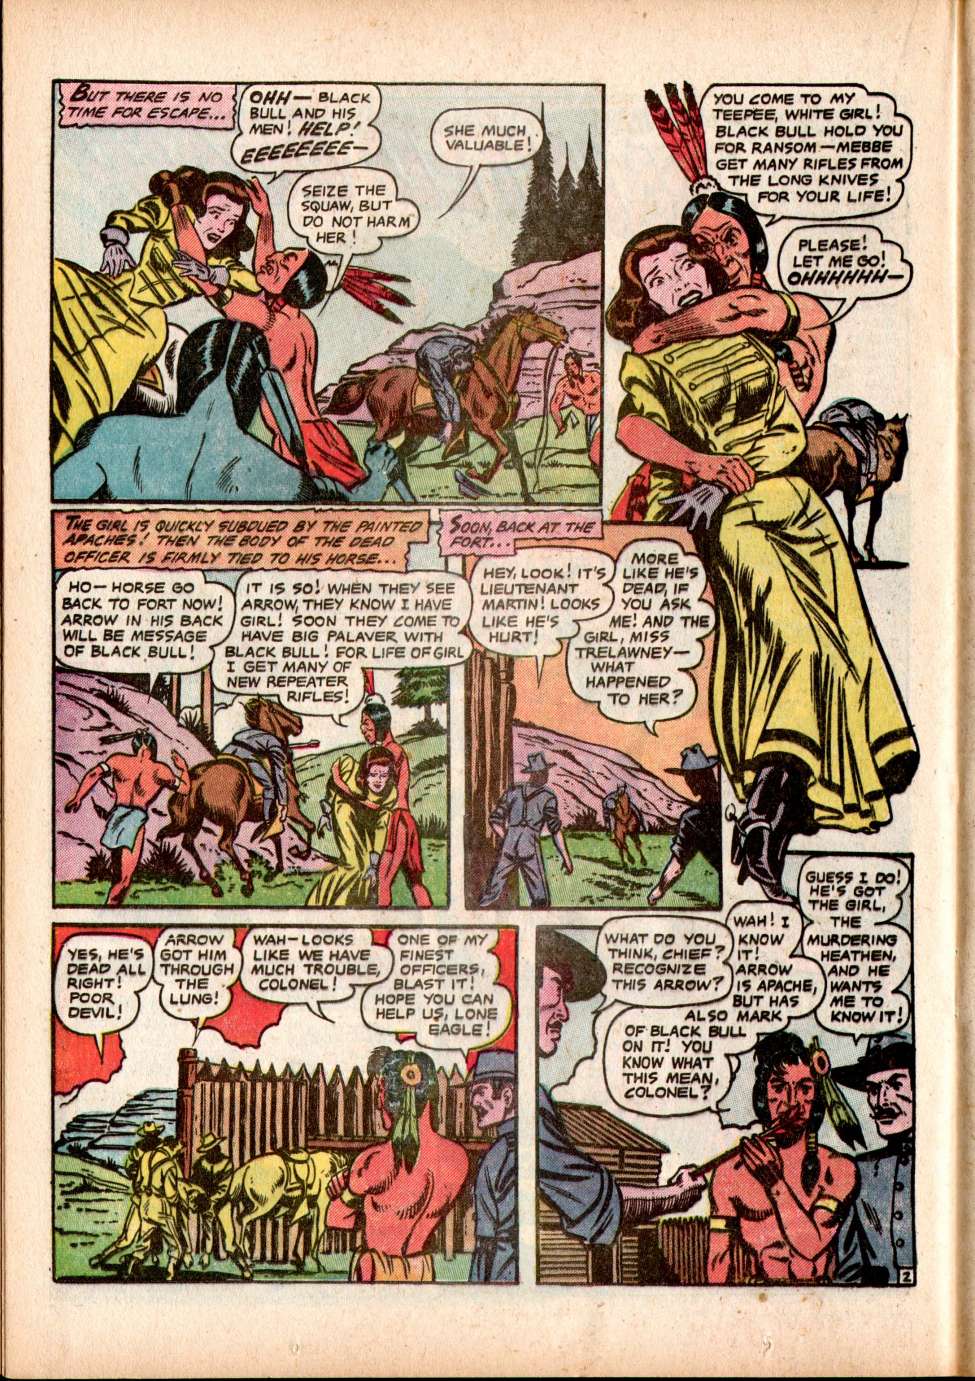 BUT THERE IS NO
TIME FOR ESCAPE...
OHH— BLACK
BULL AND HIS
MEN! HELP!
EEEEEEEE—
SEIZE THE
SQUAW, BUT
DO NOT HARM
HER!
SHE MUCH
VALUABLE!
YOU COME TO MY
TEEPEE, WHITE GIRL!
BLACK BULL HOLD YOU
FOR RANSOM—MEBBE
GET MANY RIFLES FROM
THE LONG KNIVES
FOR YOUR LIFE!
PLEASE!
LET ME GO!
OHHHHHH—
THE GIRL IS QUICKLY SUBDUED BY THE PAINTED
APACHES! THEN THE BODY OF THE DEAD
OFFICER IS FIRMLY TIED TO HIS HORSE...
HO—HORSE GO
BACK TO FORT NOW!
ARROW IN HIS BACK
WILL BE MESSAGE
OF BLACK BULL!
IT IS SO! WHEN THEY SEE
ARROW, THEY KNOW I HAVE
GIRL! SOON THEY COME TO
HAVE BIG PALAVER WITH
BLACK BULL! FOR LIFE OF GIRL
I GET MANY OF
NEW REPEATER
RIFLES!
SOON, BACK AT THE
FORT...
HEY, LOOK! IT'S
LIEUTENANT
MARTIN! LOOKS
LIKE HE'S
HURT!
MORE
LIKE HE'S
DEAD, IF
YOU ASK
ME! AND THE
GIRL, MISS
TRELAWNEY—
WHAT
HAPPENED
TO HER?
YES, HE'S
DEAD ALL
RIGHT!
POOR
DEVIL!
ARROW
GOT HIM
THROUGH
THE
LUNG!
WAH—LOOKS
LIKE WE HAVE
MUCH TROUBLE,
COLONEL!
ONE OF MY
FINEST
OFFICERS,
BLAST IT!
HOPE YOU CAN
HELP US, LONE
EAGLE!
WHAT DO YOU
THINK, CHIEF?
RECOGNIZE
THIS ARROW?
WAH! I
KNOW
IT!
ARROW
IS APACHE,
BUT HAS
ALSO MARK
OF BLACK BULL
ON IT! YOU
KNOW WHAT
THIS MEAN,
COLONEL?
GUESS I DO!
HE'S GOT
THE GIRL,
THE
MURDERING
HEATHEN,
AND HE
WANTS
ME TO
KNOW IT!
2